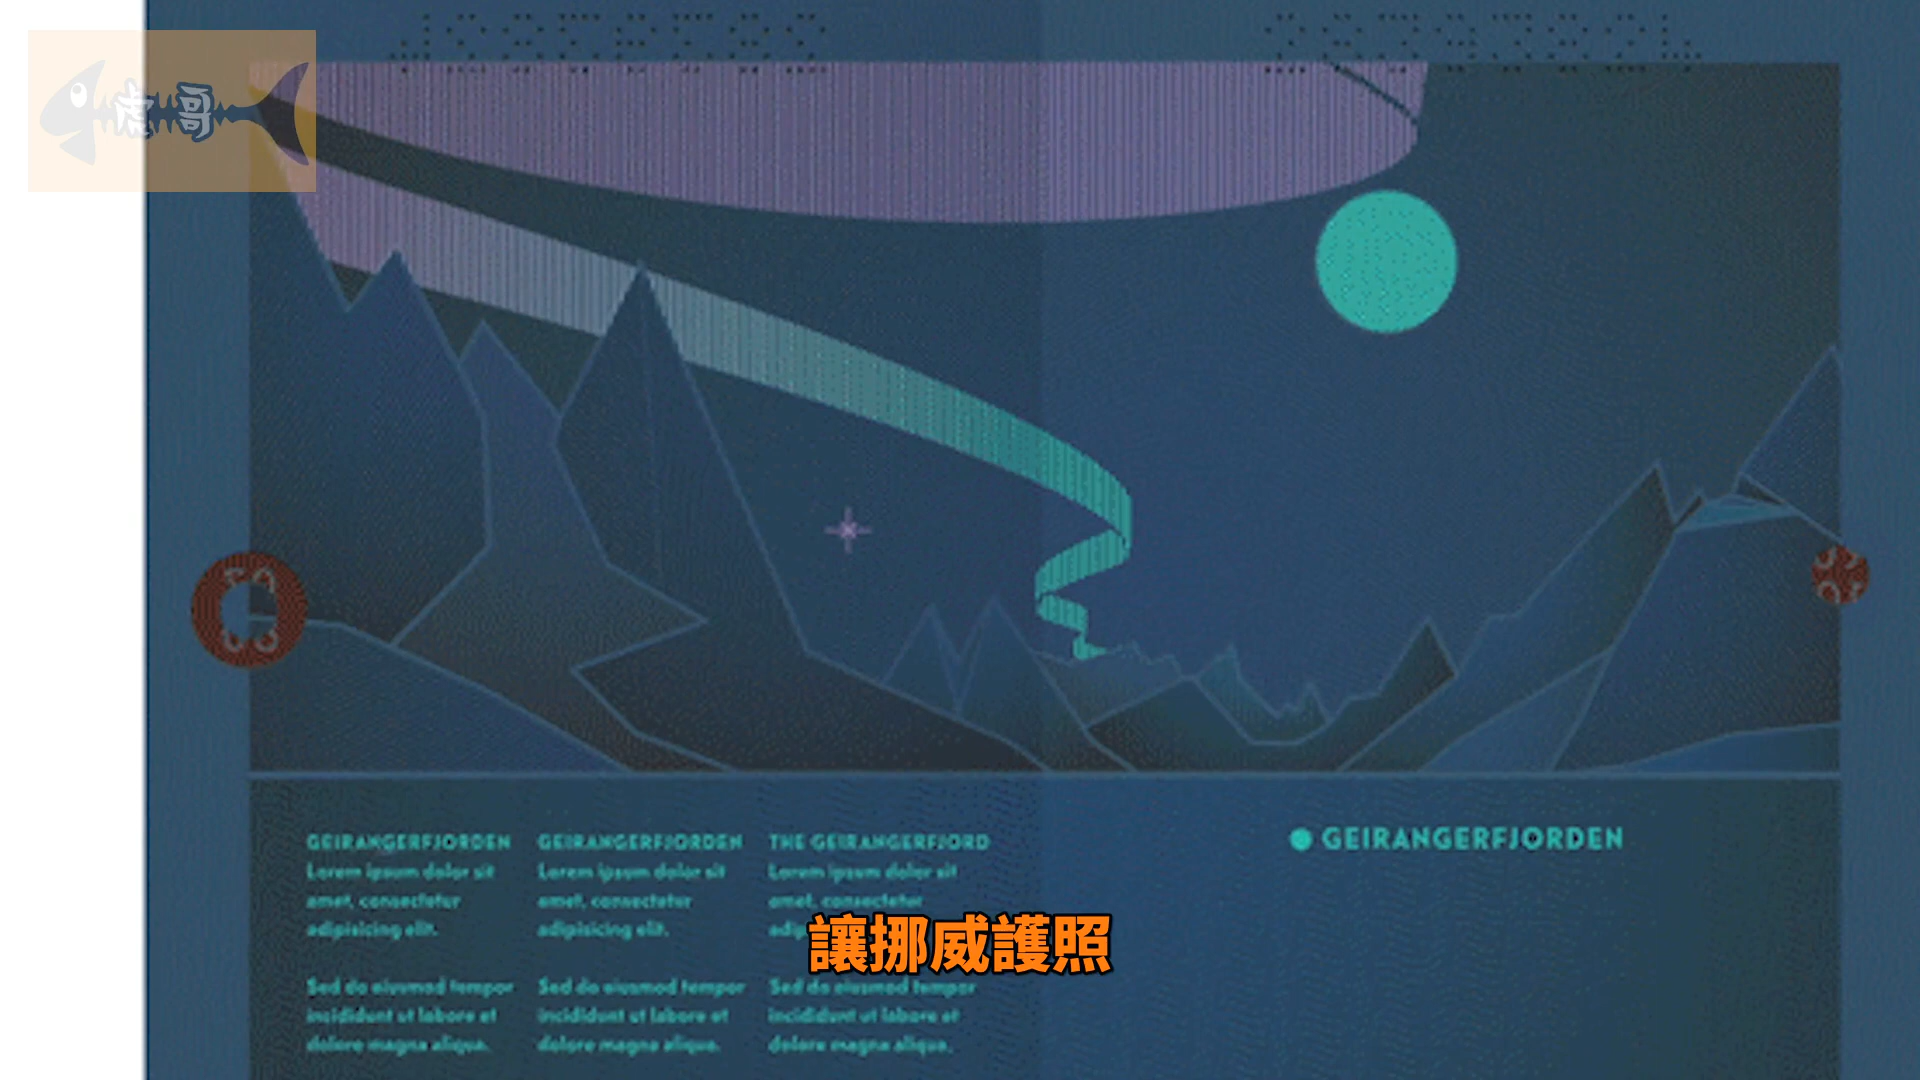 虎哥
GEIRANGERFJORDEN
Lorem ipsum dolor sit
amet, consectetur
adipisicing elit.
Sed do eiusmod tempor
incididunt ut labore et
dolore magna aliqua.
GEIRANGERFJORDEN
Lorem ipsum dolor sit
amet, consectetur
adipisicing elit.
Sed do eiusmod tempor
incididunt ut labore et
dolore magna aliqua.
THE GEIRANGERFJORD
Lorem ipsum dolor sit
amet, consectetur
Sed do eiusmod tempor
incididunt ut labore et
dolore magna aliqua.
GEIRANGERFJORDEN
讓挪威護照